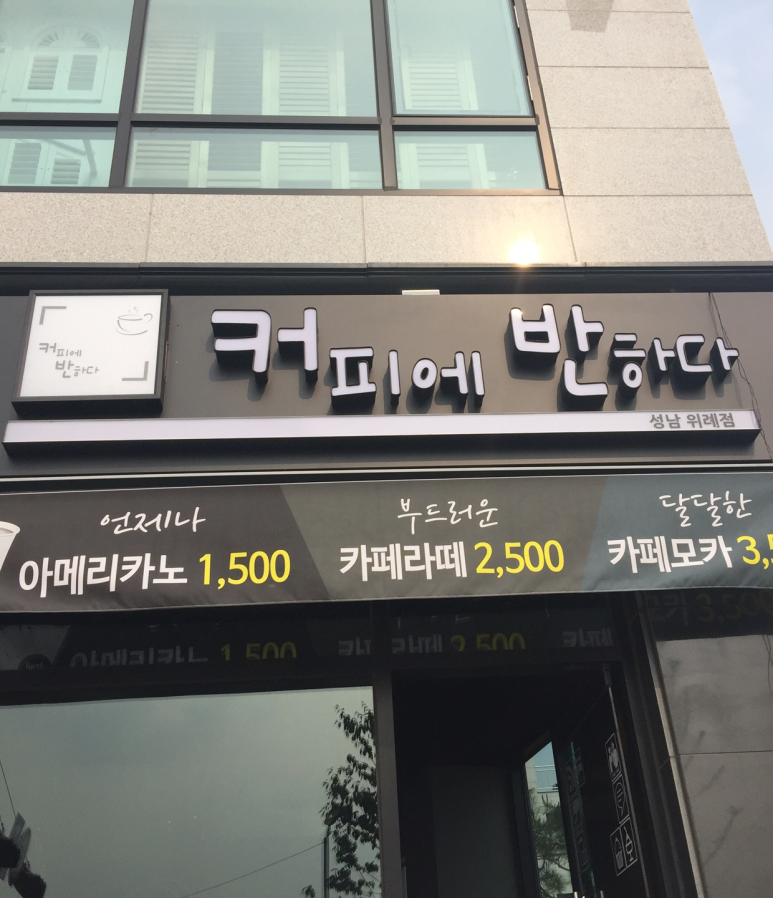 커피에
반하다
커피에 반하다
성남 위례점
언제나
아메리카노 1,500
부드러운
카페라떼 2,500
달달한
카페모카 3,5